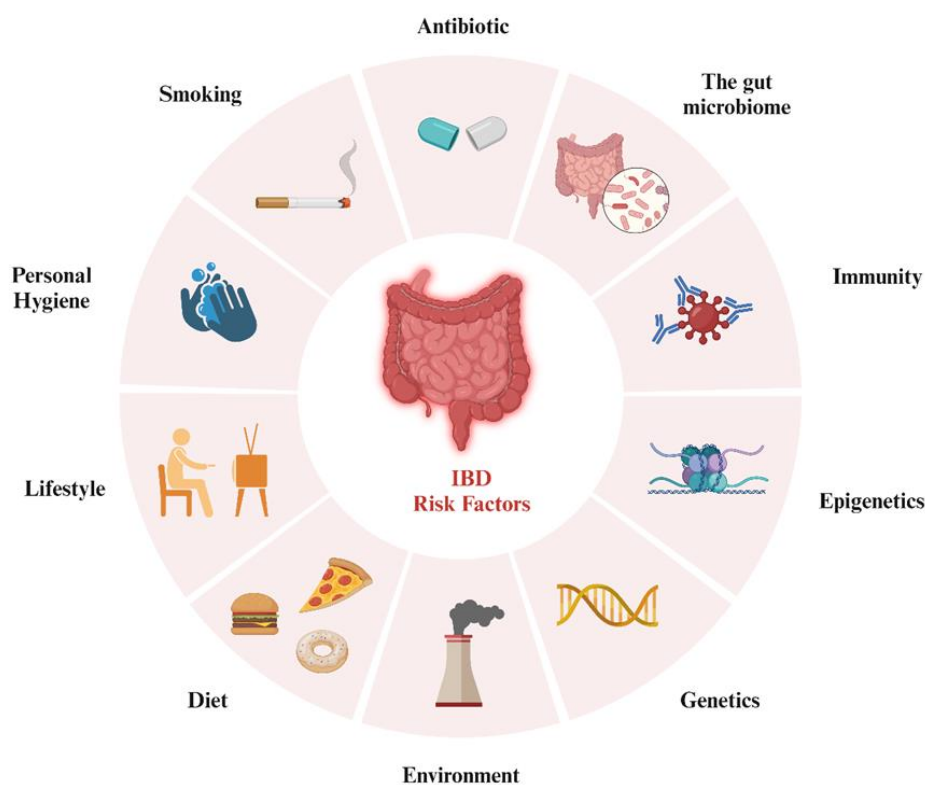 Antibiotic
The gut
microbiome
Immunity
Epigenetics
Genetics
Environment
Diet
Lifestyle
Personal
Hygiene
Smoking
IBD
Risk Factors